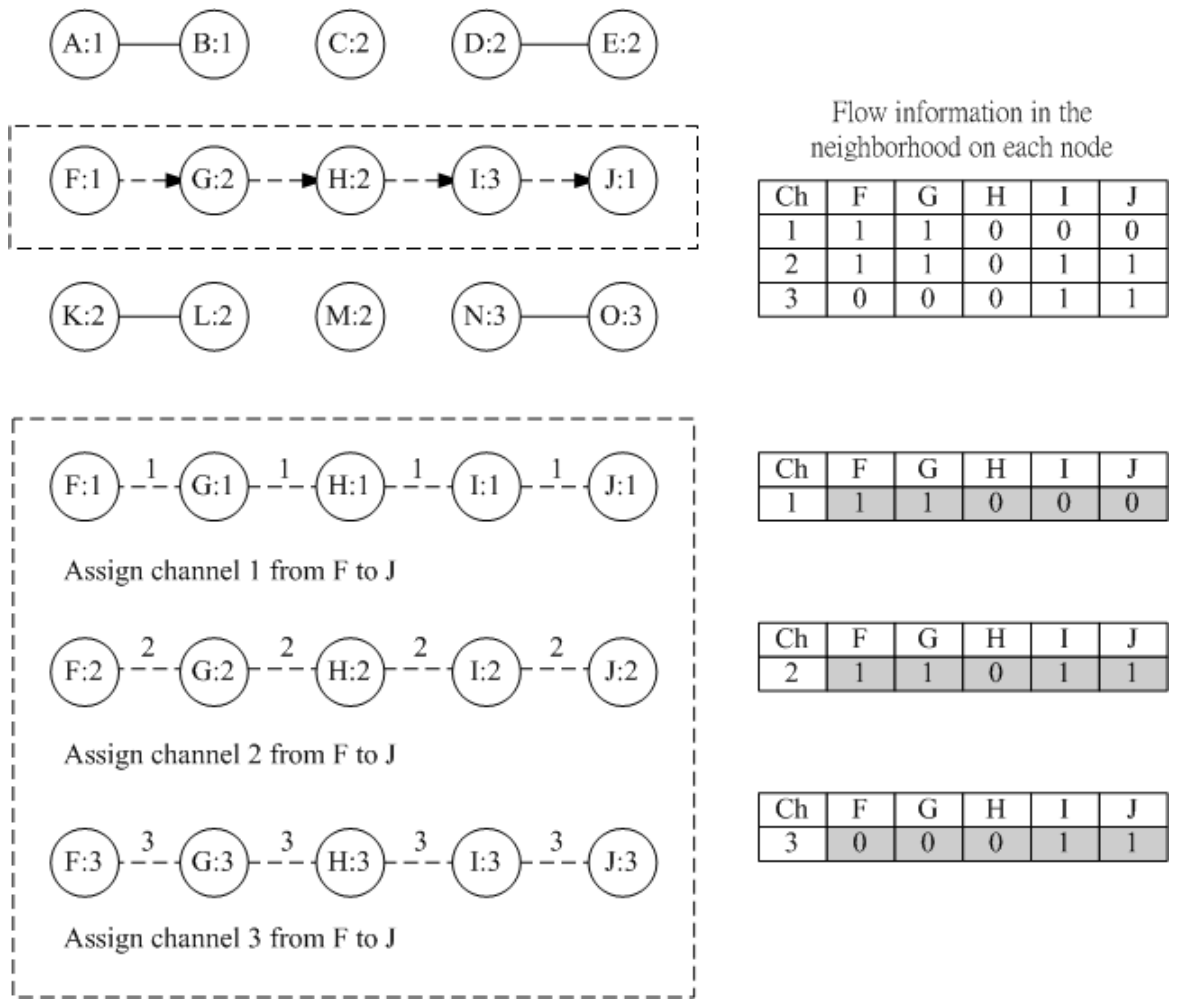 A:1 B:1 C:2 D:2 E:2
Flow information in the
neighborhood on each node
F:1 G:2 H:2 I:3 J:1
Ch F G H I J
1 1 1 0 0 0
2 1 1 0 1 1
3 0 0 0 1 1
K:2 L:2 M:2 N:3 O:3
1 1 1 1
F:1 G:1 H:1 I:1 J:1
Ch F G H I J
1 1 1 0 0 0
Assign channel 1 from F to J
2 2 2 2
F:2 G:2 H:2 I:2 J:2
Ch F G H I J
2 1 1 0 1 1
Assign channel 2 from F to J
3 3 3 3
F:3 G:3 H:3 I:3 J:3
Ch F G H I J
3 0 0 0 1 1
Assign channel 3 from F to J